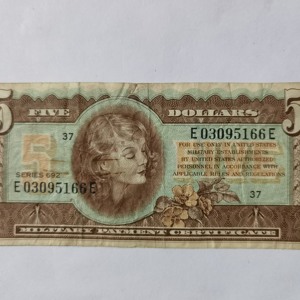 5 FIVE DOLLARS 5
37
E03095166E
FOR USE ONLY IN UNITED STATES
MILITARY ESTABLISHMENTS
BY UNITED STATES AUTHORIZED
PERSONNEL IN ACCORDANCE WITH
APPLICABLE RULES AND REGULATIONS
SERIES 692
E03095166E
37
MILITARY PAYMENT CERTIFICATE